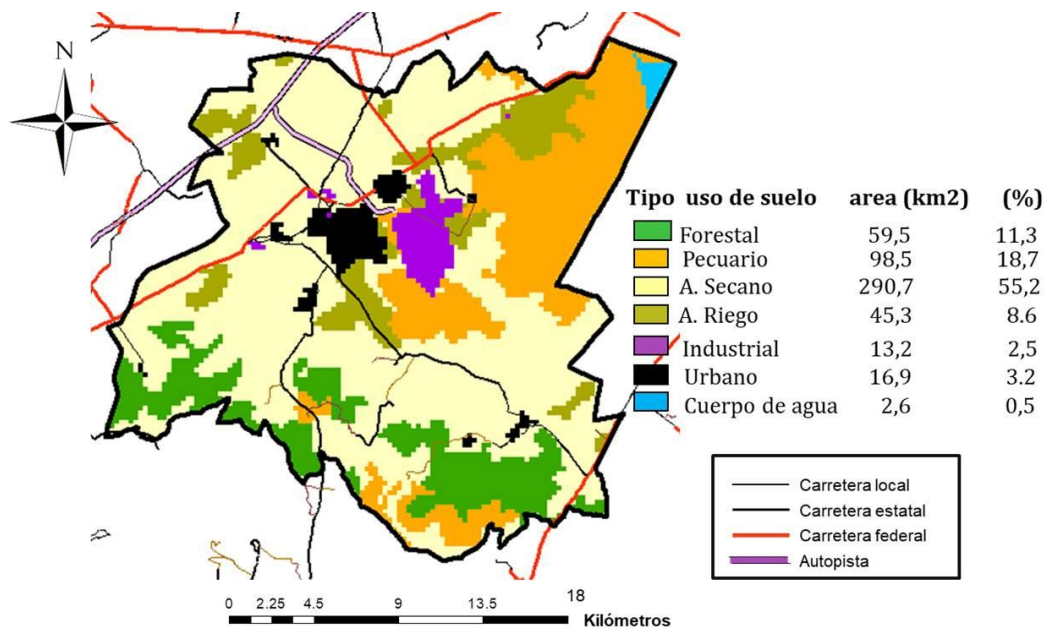 N
Tipo uso de suelo area (km2) (%)
Forestal 59,5 11,3
Pecuario 98,5 18,7
A. Secano 290,7 55,2
A. Riego 45,3 8.6
Industrial 13,2 2,5
Urbano 16,9 3.2
Cuerpo de agua 2,6 0,5
Carretera local
Carretera estatal
Carretera federal
Autopista
0 2.25 4.5 9 13.5 18
Kilómetros